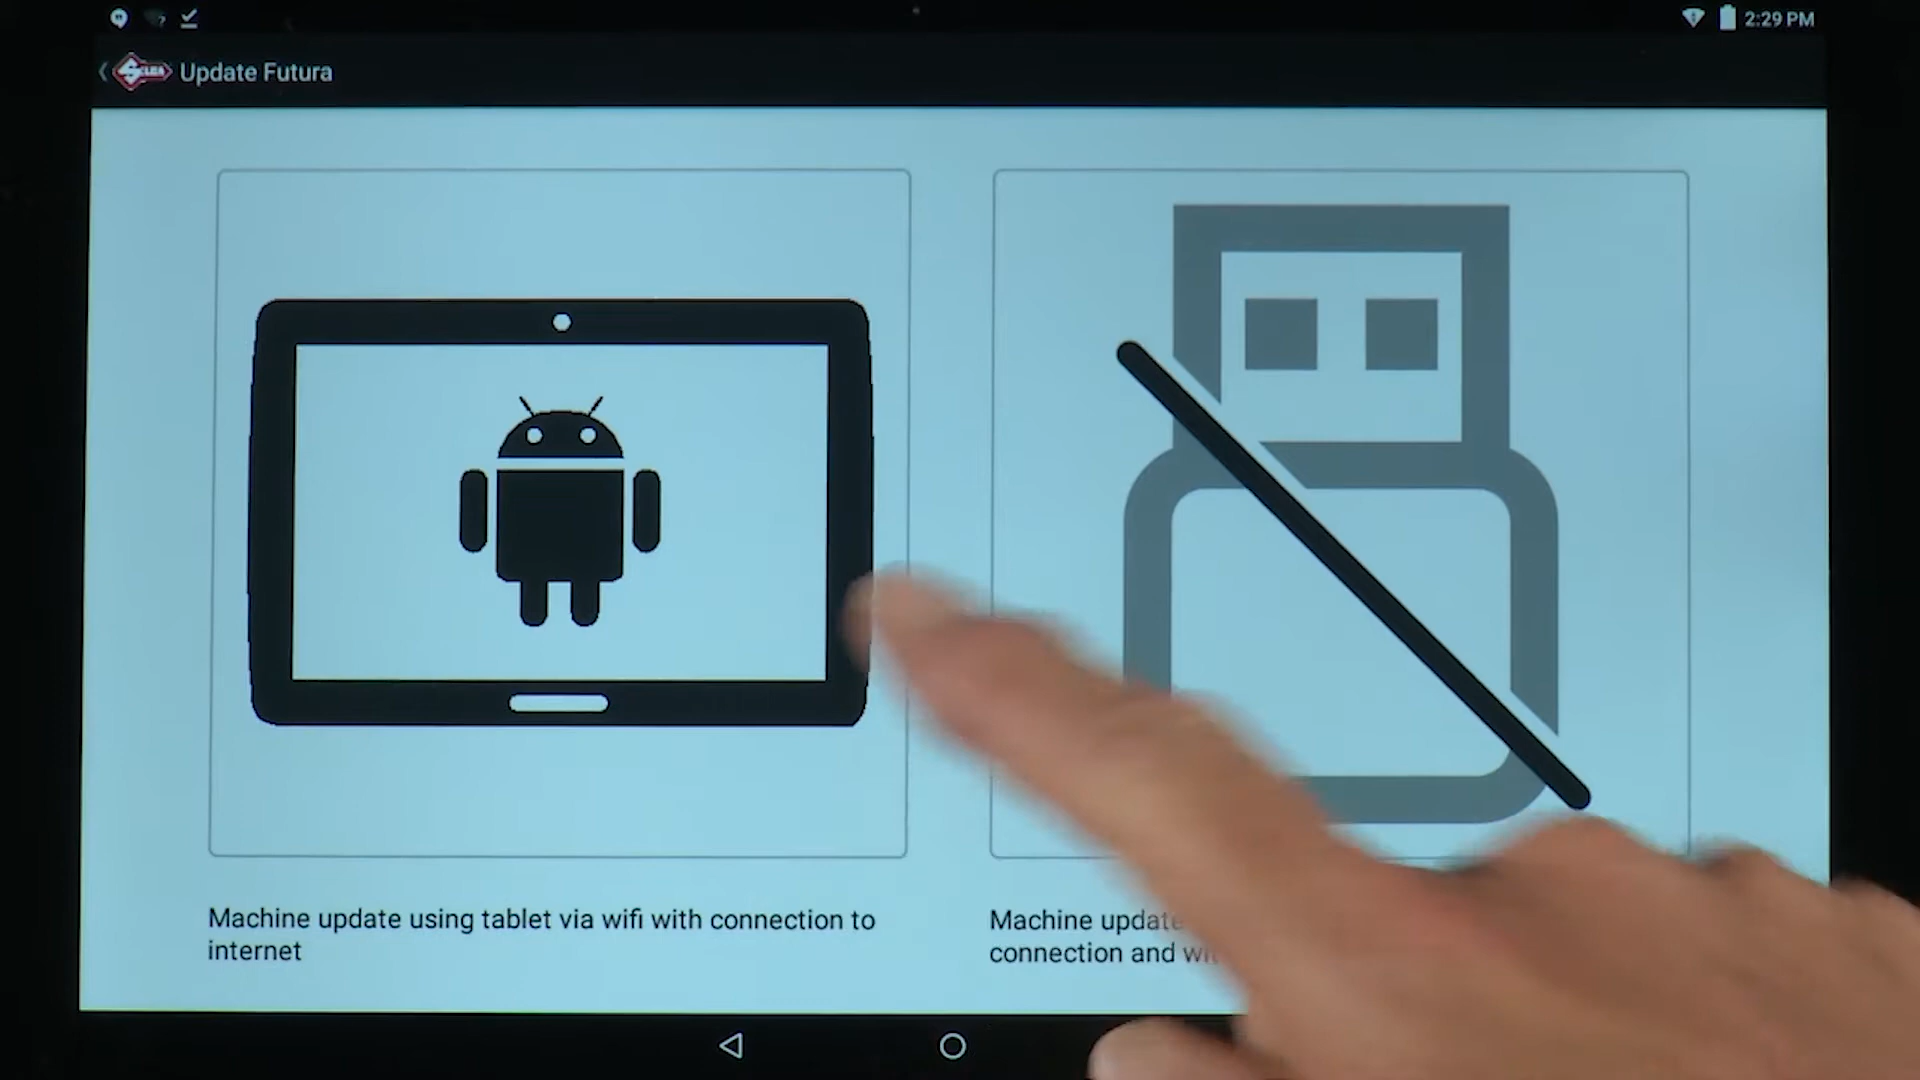 2:29 PM
Update Futura
Machine update using tablet via wifi with connection to
internet
Machine update
connection and